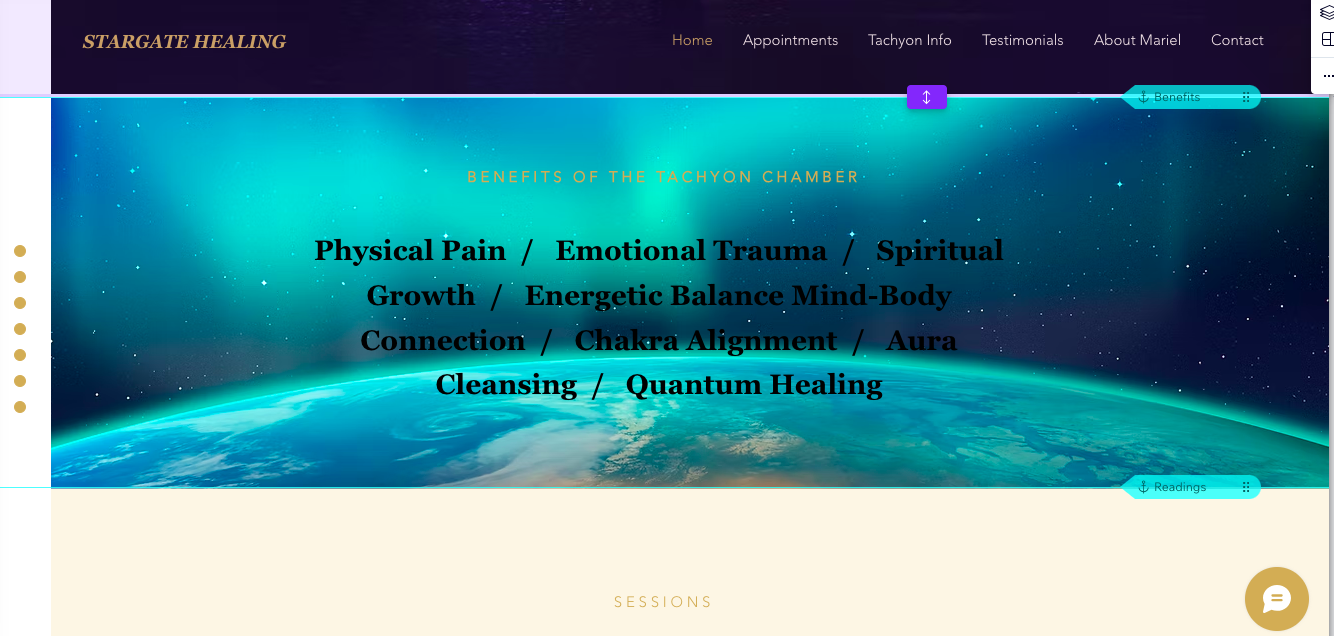 STARGATE HEALING
Home Appointments Tachyon Info Testimonials About Mariel Contact
Benefits
BENEFITS OF THE TACHYON CHAMBER
Physical Pain / Emotional Trauma / Spiritual
Growth / Energetic Balance Mind-Body
Connection / Chakra Alignment / Aura
Cleansing / Quantum Healing
Readings
SESSIONS